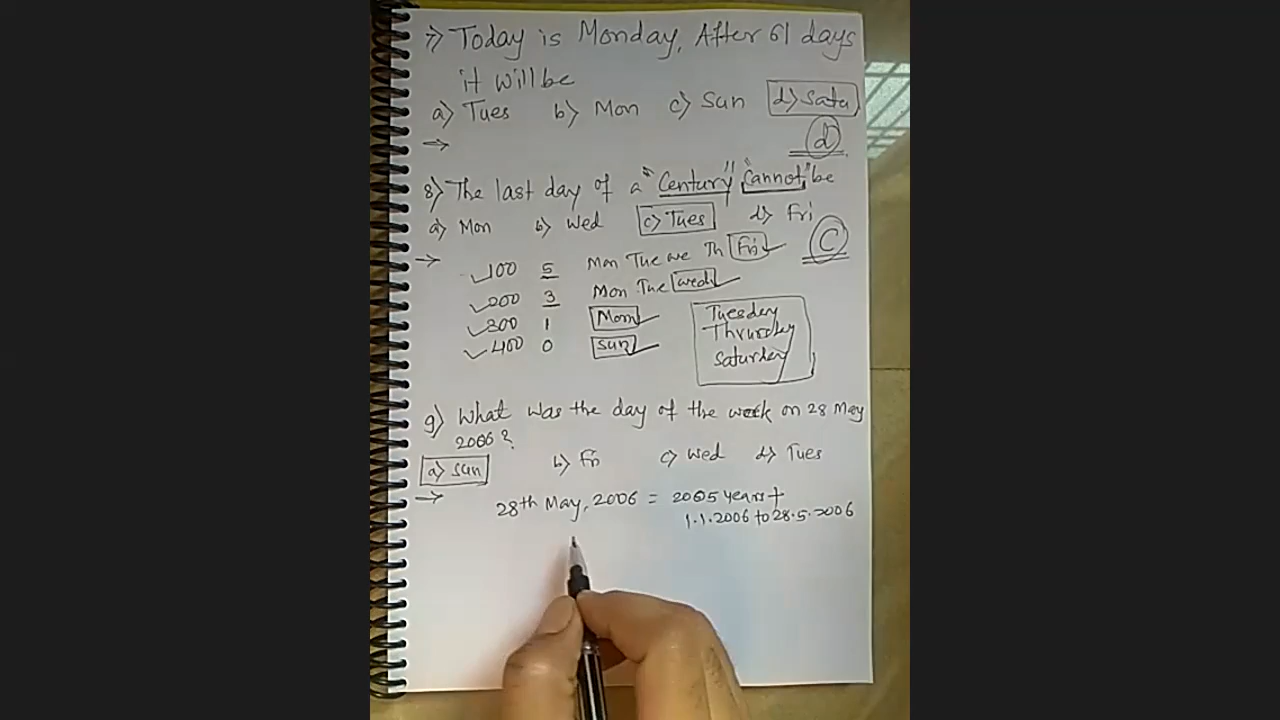 7) Today is Monday, After 61 days
it will be
a) Tues b) Mon c) Sun d) Satu
→ d
8) The last day of a "Century" "Cannot" be
a) Mon b) Wed c) Tues d) Fri
→ C
100 5 Mon Tue we Th Fri
200 3 Mon Tue wed
300 1 Mon
400 0 Sun
Tuesday
Thrusday
Saturday
9) What was the day of the week on 28 May
2006?
a) Sun b) Fri c) Wed d) Tues
→ 28th May, 2006 = 2005 years +
1.1.2006 to 28.5.2006